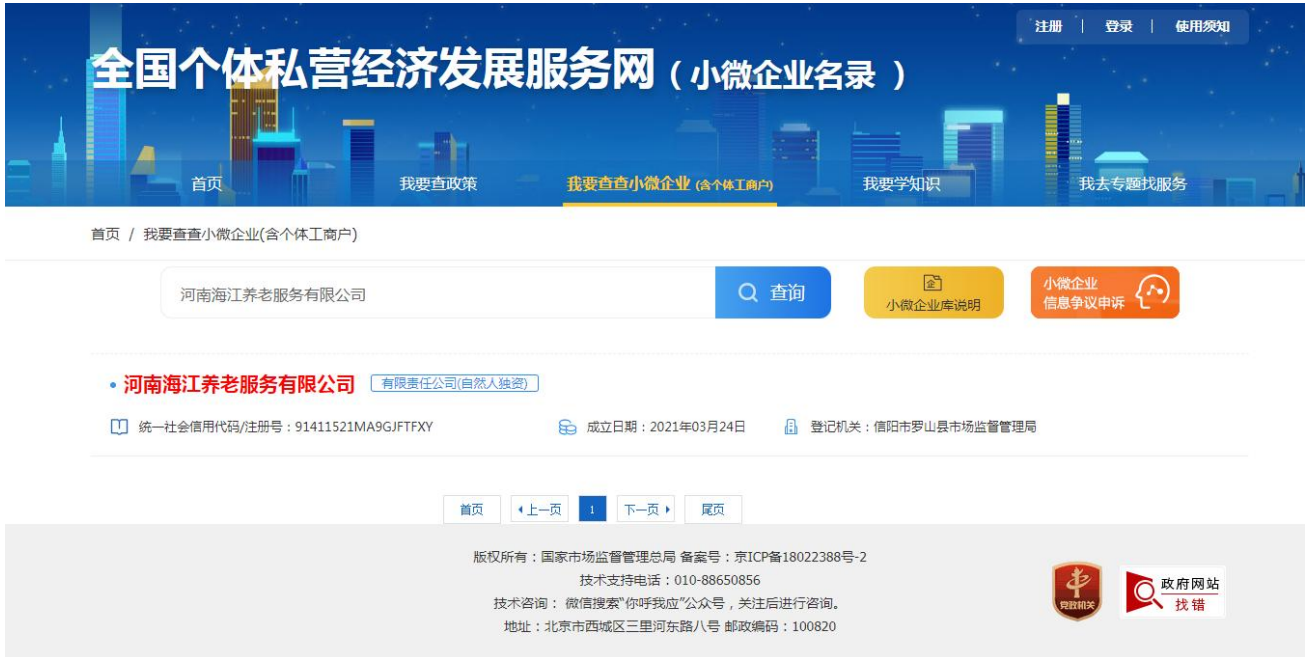 注册 | 登录 | 使用须知
全国个体私营经济发展服务网（小微企业名录 ）
首页 我要查政策 我要查查小微企业 (含个体工商户) 我要学知识 我去专题找服务
首页 / 我要查查小微企业(含个体工商户)
河南海江养老服务有限公司 查询 小微企业库说明 小微企业
信息争议申诉
河南海江养老服务有限公司 有限责任公司(自然人独资)
统一社会信用代码/注册号：91411521MA9GJFTFXY 成立日期：2021年03月24日 登记机关：信阳市罗山县市场监督管理局
首页 上一页 1 下一页 尾页
版权所有：国家市场监督管理总局 备案号：京ICP备18022388号-2
技术支持电话：010-88650856
技术咨询： 微信搜索"你呼我应"公众号，关注后进行咨询。
地址：北京市西城区三里河东路八号 邮政编码：100820
党政机关
政府网站
找错